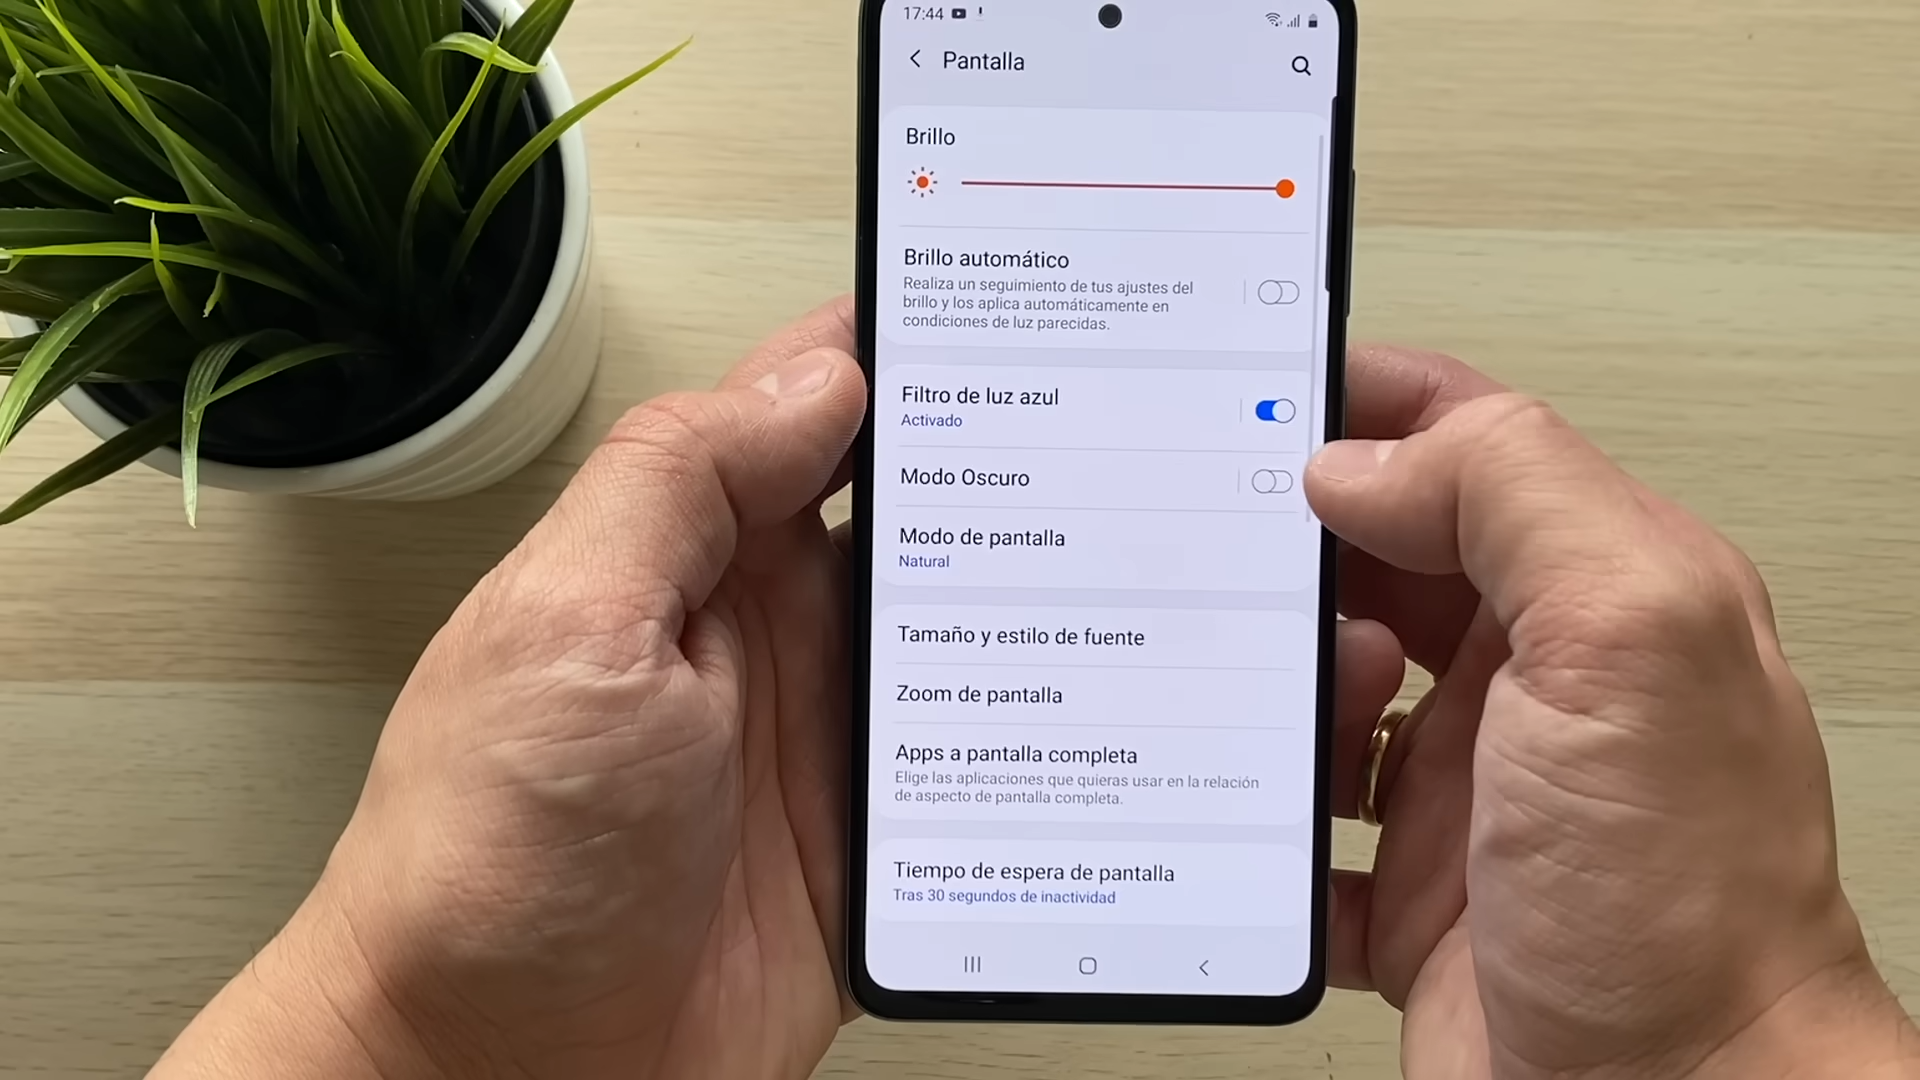 17:44
Pantalla
Brillo
Brillo automático
Realiza un seguimiento de tus ajustes del
brillo y los aplica automáticamente en
condiciones de luz parecidas.
Filtro de luz azul
Activado
Modo Oscuro
Modo de pantalla
Natural
Tamaño y estilo de fuente
Zoom de pantalla
Apps a pantalla completa
Elige las aplicaciones que quieras usar en la relación
de aspecto de pantalla completa.
Tiempo de espera de pantalla
Tras 30 segundos de inactividad